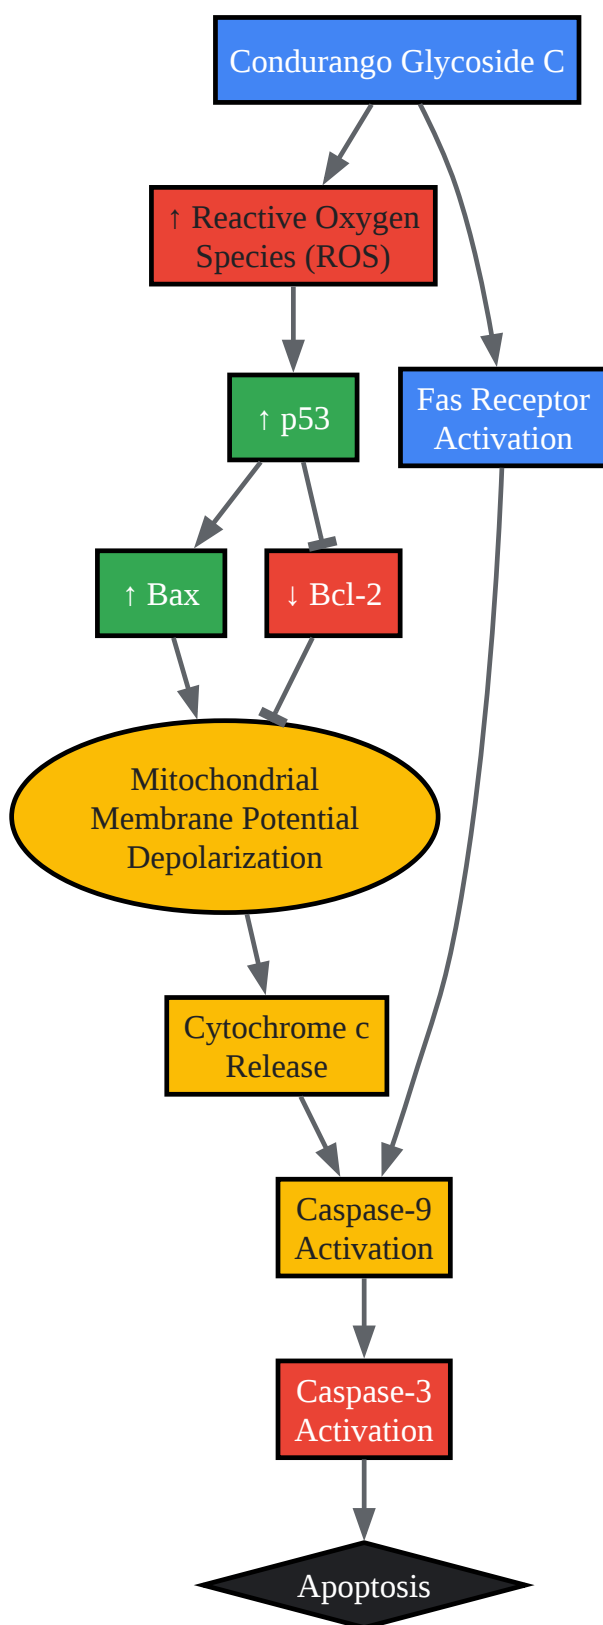 Condurango Glycoside C
↑ Reactive Oxygen
Species (ROS)
↑ p53
Fas Receptor
Activation
↑ Bax
↓ Bcl-2
Mitochondrial
Membrane Potential
Depolarization
Cytochrome c
Release
Caspase-9
Activation
Caspase-3
Activation
Apoptosis